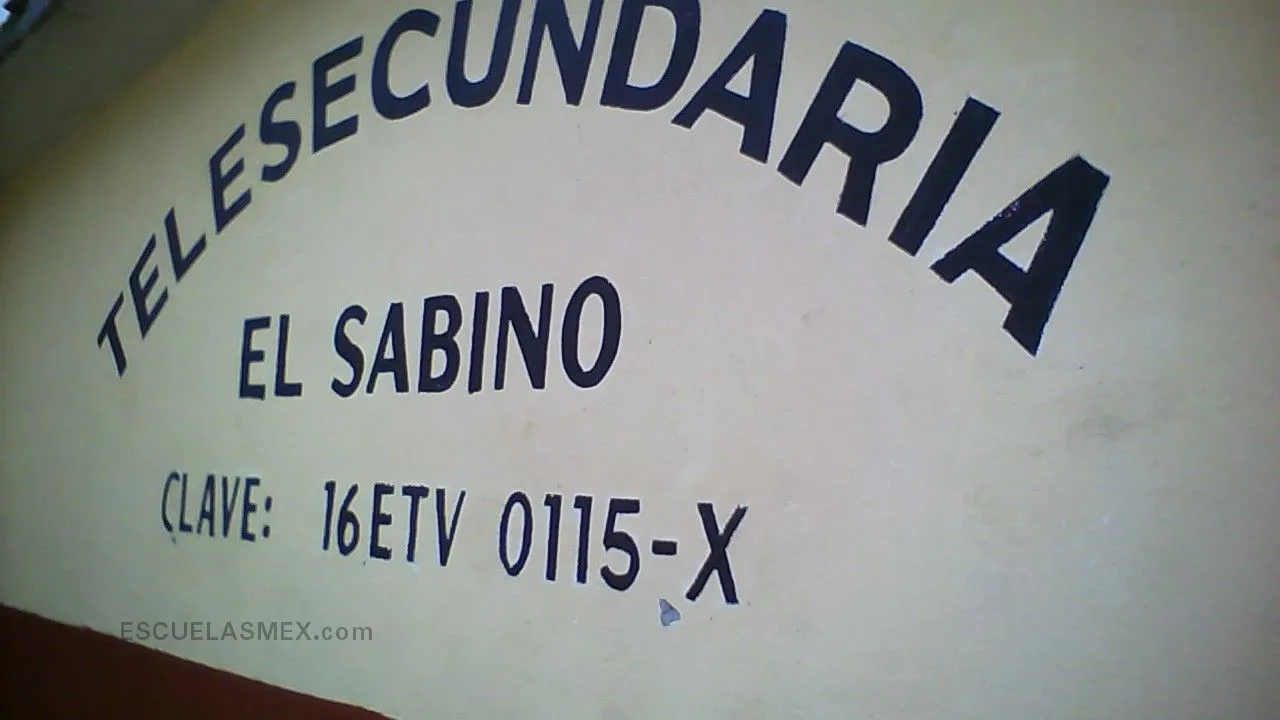 TELESECUNDARIA
EL SABINO
CLAVE: 16ETV 0115-X
ESCUELASMEX.com